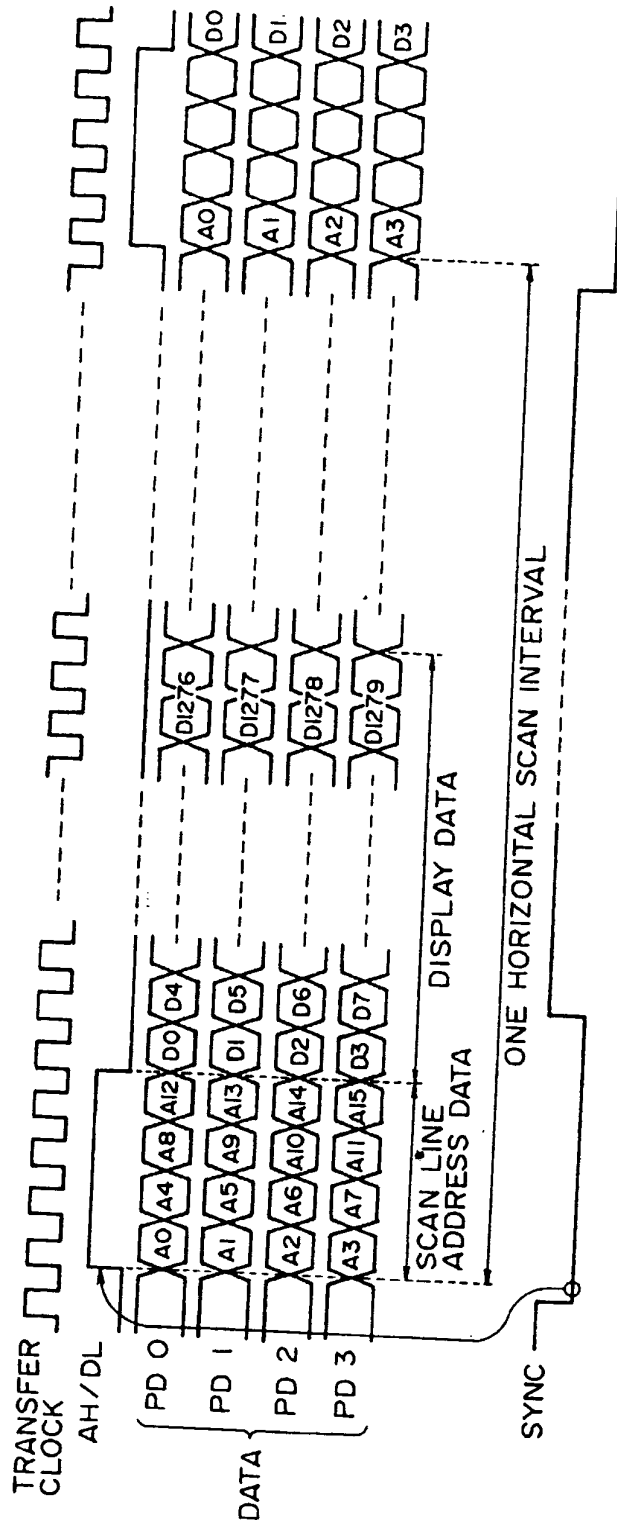 TRANSFER
CLOCK
AH/DL
PD 0 A0 A4 A8 A12 D0 D4 D1276 A0 D0
PD 1 A1 A5 A9 A13 D1 D5 D1277 A1 D1
PD 2 A2 A6 A10 A14 D2 D6 D1278 A2 D2
PD 3 A3 A7 A11 A15 D3 D7 D1279 A3 D3
DATA
SCAN LINE
ADDRESS DATA
DISPLAY DATA
ONE HORIZONTAL SCAN INTERVAL
SYNC